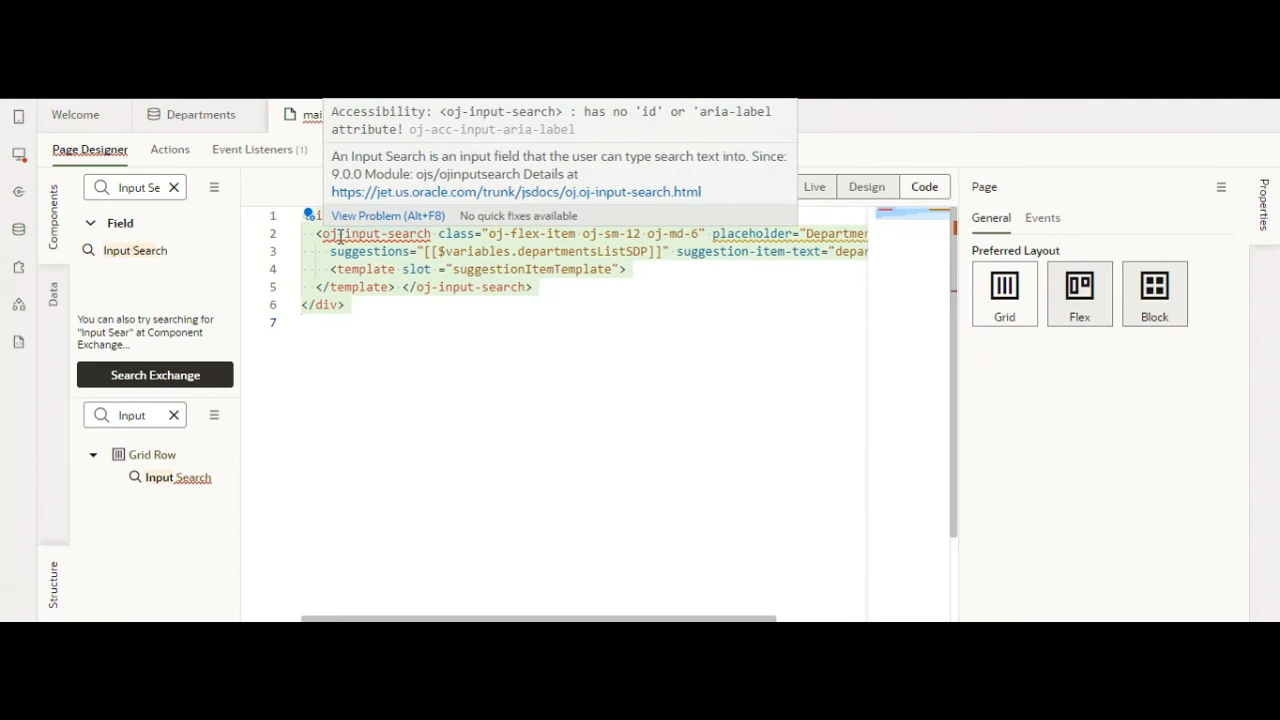 Welcome
Departments
mai
Page Designer
Actions
Event Listeners (1)
Components
Data
Structure
Input Se
Field
Input Search
You can also try searching for
"Input Sear" at Component
Exchange...
Search Exchange
Input
Grid Row
Input Search
Accessibility: <oj-input-search> : has no 'id' or 'aria-label
attribute! oj-acc-input-aria-label
An Input Search is an input field that the user can type search text into. Since:
9.0.0 Module: ojs/ojinputsearch Details at
https://jet.us.oracle.com/trunk/jsdocs/oj.oj-input-search.html
View Problem (Alt+F8) No quick fixes available
Live
Design
Code
1
2 <oj-input-search class="oj-flex-item oj-sm-12 oj-md-6" placeholder="Departmen
3 suggestions="[[$variables.departmentsListSDP]]" suggestion-item-text="depar
4 <template slot ="suggestionItemTemplate">
5 </template> </oj-input-search>
6 </div>
7
Page
General
Events
Preferred Layout
Grid
Flex
Block
Properties